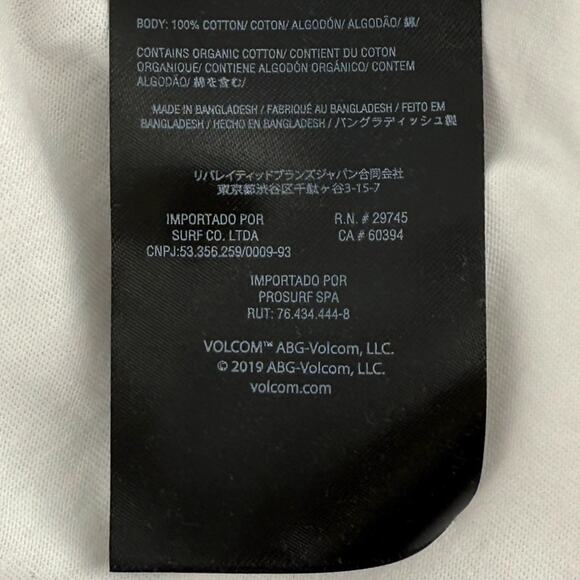 BODY: 100% COTTON/ COTON/ ALGODÓN/ ALGODÃO/ 綿/
CONTAINS ORGANIC COTTON/ CONTIENT DU COTON
ORGANIQUE/ CONTIENE ALGODÓN ORGÁNICO/ CONTEM
ALGODÃO/ 綿を含む/
MADE IN BANGLADESH / FABRIQUÉ AU BANGLADESH / FEITO EM
BANGLADESH / HECHO EN BANGLADESH / バングラディッシュ製
リバレイティッドブランズジャパン合同会社
東京都渋谷区千駄ヶ谷3-15-7
IMPORTADO POR
SURF CO. LTDA
CNPJ:53.356.259/0009-93
R.N. # 29745
CA # 60394
IMPORTADO POR
PROSURF SPA
RUT: 76.434.444-8
VOLCOM™ ABG-Volcom, LLC.
© 2019 ABG-Volcom, LLC.
volcom.com